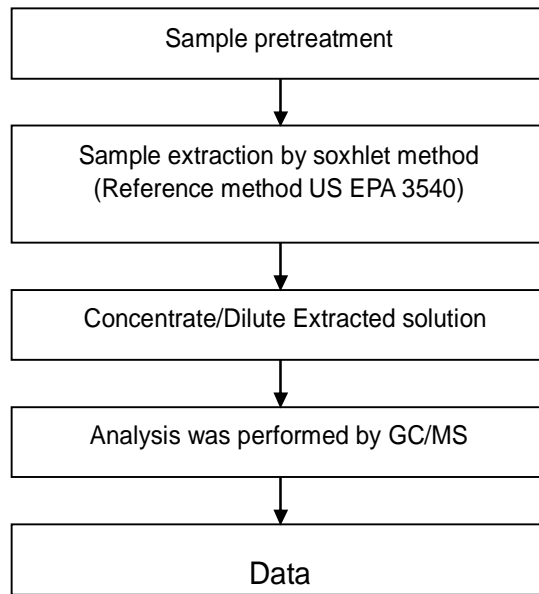 Sample pretreatment
Sample extraction by soxhlet method
(Reference method US EPA 3540)
Concentrate/Dilute Extracted solution
Analysis was performed by GC/MS
Data